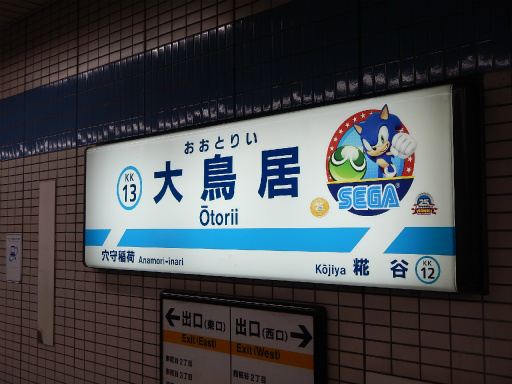 おおとりい
KK
13
大鳥居
Ōtorii
SEGA
25
穴守稲荷 Anamori-inari
Kōjiya 糀谷
KK
12
←出口(東口)
Exit(East)
出口(西口)→
Exit(West)